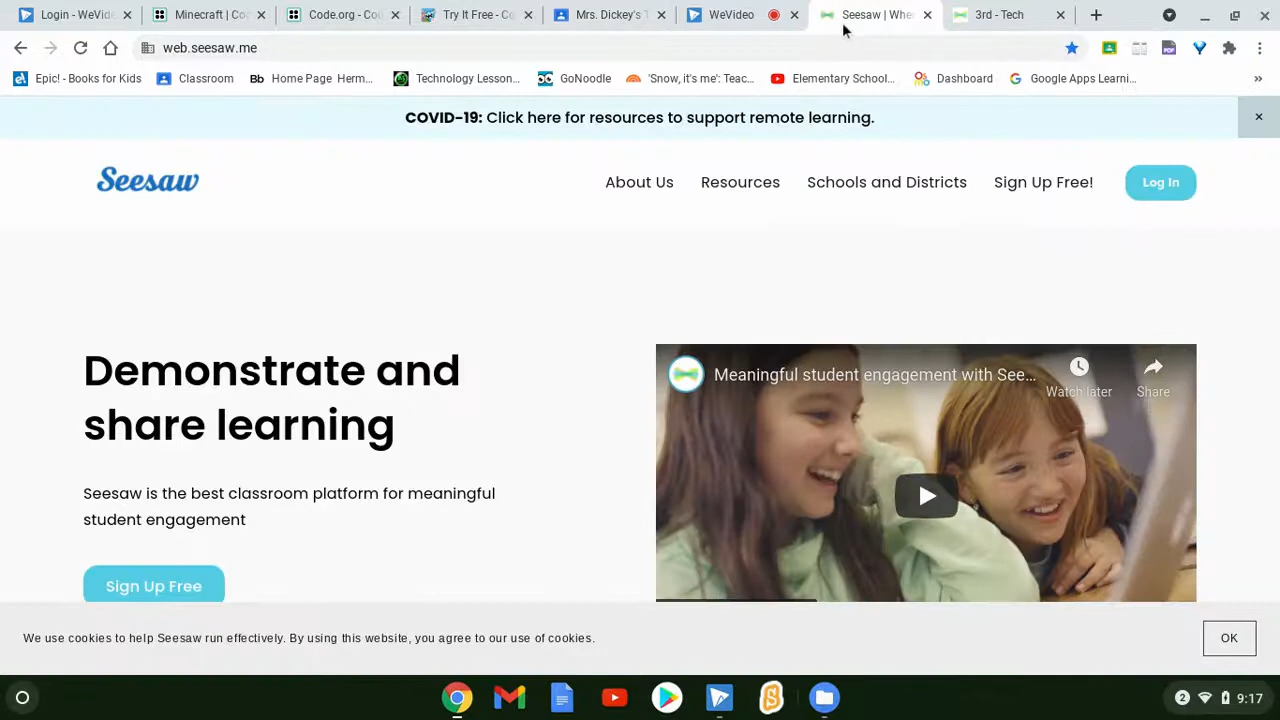 Login - WeVide
Minecraft | Co
Code.org - Cou
Try It Free - Co
Mrs. Dickey's T
WeVideo
Seesaw | Whe
3rd - Tech
web.seesaw.me
Epic! - Books for Kids
Classroom
Bb Home Page Herm...
Technology Lesson...
GoNoodle
'Snow, it's me': Teac...
Elementary School...
Dashboard
Google Apps Learni...
»
COVID-19: Click here for resources to support remote learning.
Seesaw
About Us
Resources
Schools and Districts
Sign Up Free!
Log In
Demonstrate and
share learning
Seesaw is the best classroom platform for meaningful
student engagement
Sign Up Free
Meaningful student engagement with See...
Watch later
Share
We use cookies to help Seesaw run effectively. By using this website, you agree to our use of cookies.
OK
2
9:17